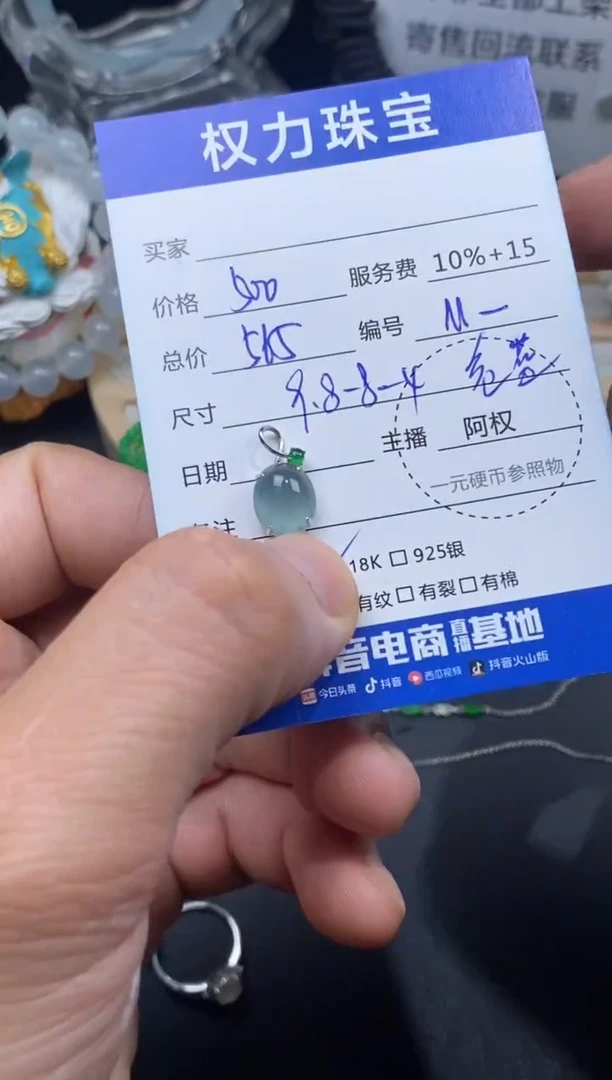 寄售回流联系
服
权力珠宝
买家
价格 500 服务费 10%+15
总价 565 编号 M一
尺寸 9.8-8-4
日期 主播 阿权
一元硬币参照物
18K 925银
有纹 有裂 有棉
音电商直播基地
今日头条 抖音 西瓜视频 抖音火山版